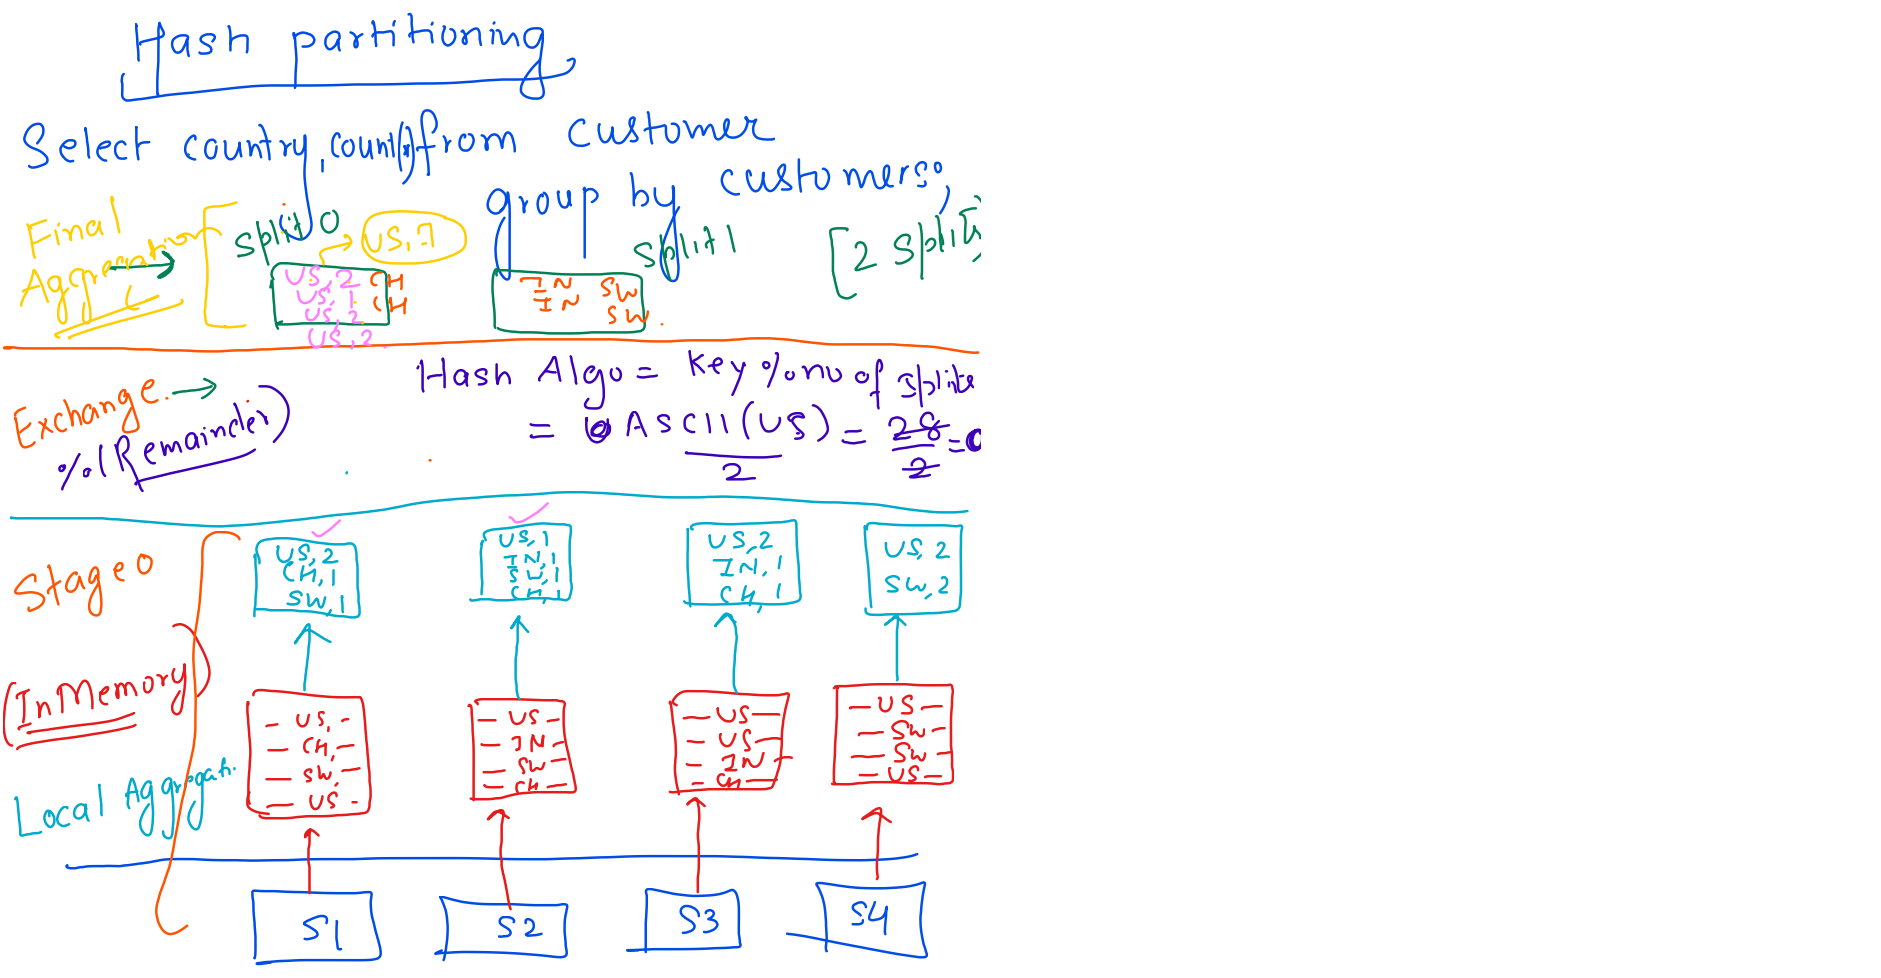 Hash partitioning
Select country, count(*) from customer
group by customers;
Final
Aggregation
split 0
US, 7
split 1
[2 splits
US, 2 CH
US, 1 CH
US, 2
US, 2
IN SW
IN SW
Exchange.
%(Remainder)
Hash Algo = Key % no of splits
= ASCII(US)/2 = 28/2 = 0
Stage 0
US, 2
CH, 1
SW, 1
US, 1
IN, 1
SW, 1
CH, 1
US, 2
IN, 1
CH, 1
US, 2
SW, 2
(In Memory)
Local Aggregati.
- US, -
- CH, -
- SW, -
- US -
- US -
- IN -
- SW -
- CH -
- US -
- US -
- IN -
- CH -
- US -
- SW -
- SW -
- US -
S1
S2
S3
S4